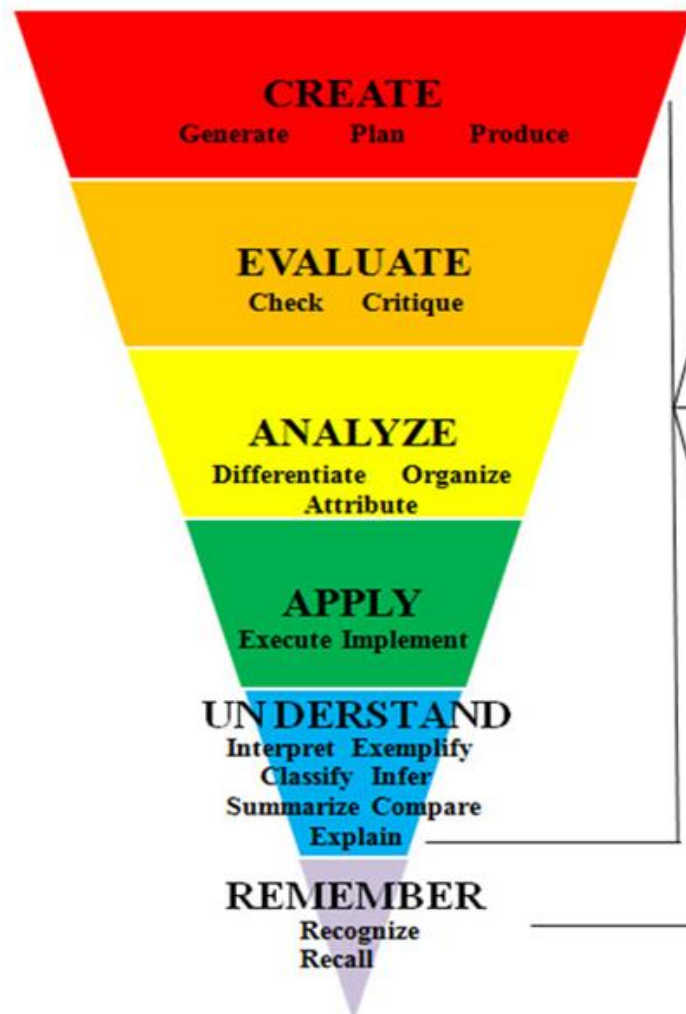 CREATE
Generate Plan Produce
EVALUATE
Check Critique
ANALYZE
Differentiate Organize
Attribute
APPLY
Execute Implement
UNDERSTAND
Interpret Exemplify
Classify Infer
Summarize Compare
Explain
REMEMBER
Recognize
Recall